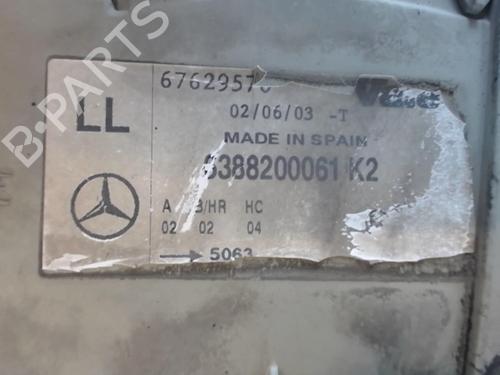 67629570
Valeo
LL
02/06/03 -T
MADE IN SPAIN
6388200061 K2
A B/HR HC
02 02 04
→ 5063
B-PARTS